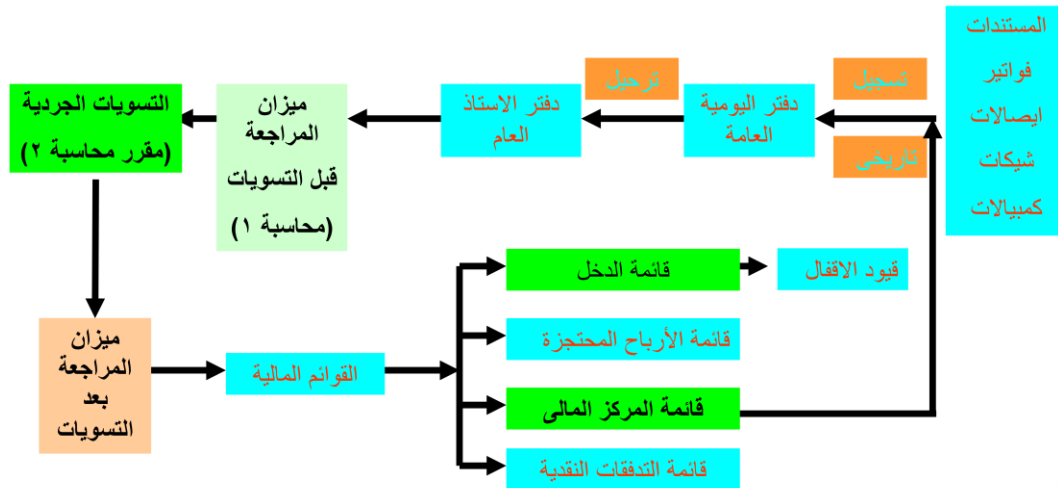 المستندات
فواتير
ايصالات
شيكات
كمبيالات
تسجيل
تاريخى
دفتر اليومية
العامة
ترحيل
دفتر الاستاذ
العام
ميزان
المراجعة
قبل التسويات
(محاسبة ١)
التسويات الجردية
(مقرر محاسبة ٢)
ميزان
المراجعة
بعد
التسويات
القوائم المالية
قائمة الدخل
قيود الاقفال
قائمة الأرباح المحتجزة
قائمة المركز المالى
قائمة التدفقات النقدية